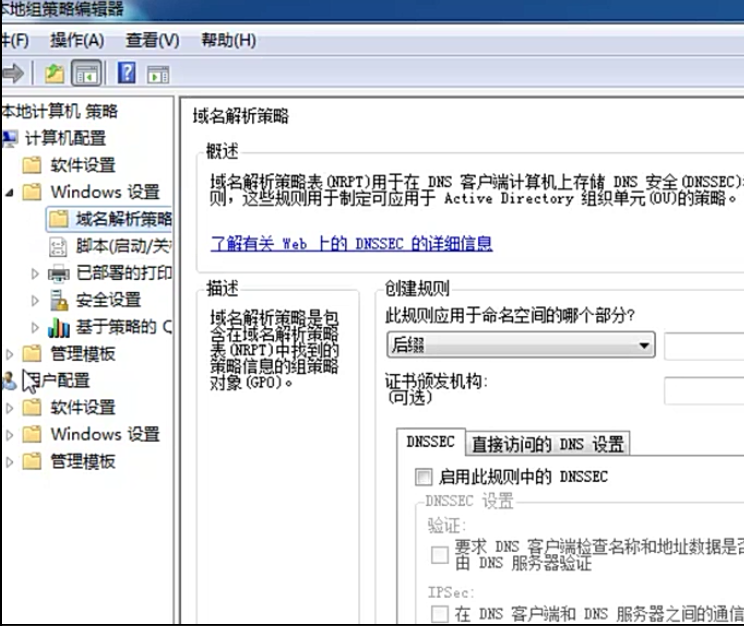 本地组策略编辑器
件(F) 操作(A) 查看(V) 帮助(H)
本地计算机 策略
计算机配置
软件设置
Windows 设置
域名解析策略
脚本(启动/关
已部署的打印
安全设置
基于策略的 Q
管理模板
用户配置
软件设置
Windows 设置
管理模板
域名解析策略
概述
域名解析策略表(NRPT)用于在 DNS 客户端计算机上存储 DNS 安全(DNSSEC)
则，这些规则用于制定可应用于 Active Directory 组织单元(OU)的策略。
了解有关 Web 上的 DNSSEC 的详细信息
描述
域名解析策略是包
含在域名解析策略
表(NRPT)中找到的
策略信息的组策略
对象(GPO)。
创建规则
此规则应用于命名空间的哪个部分?
后缀
证书颁发机构:
(可选)
DNSSEC 直接访问的 DNS 设置
启用此规则中的 DNSSEC
DNSSEC 设置
验证:
要求 DNS 客户端检查名称和地址数据是否
由 DNS 服务器验证
IPSec:
在 DNS 客户端和 DNS 服务器之间的通信